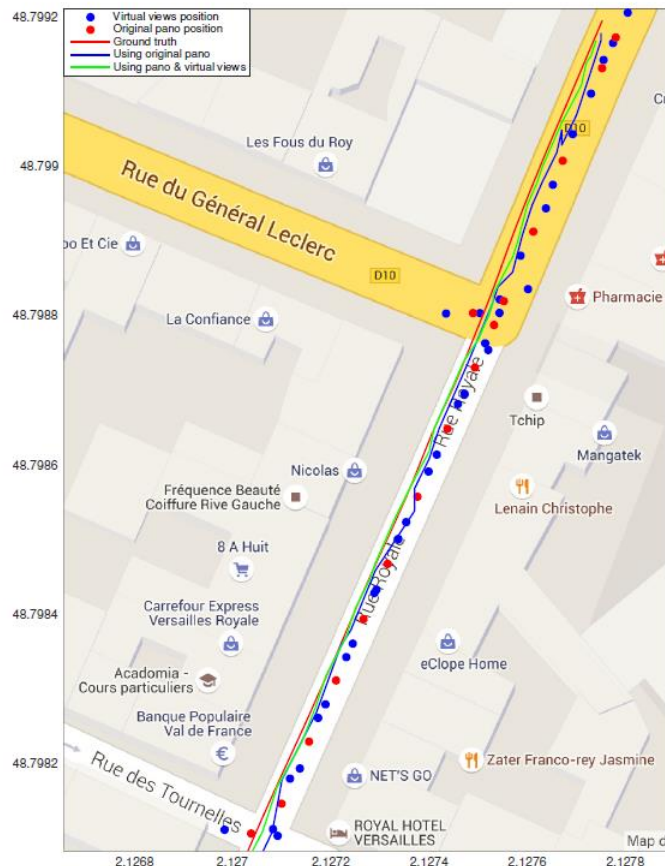 48.7992
Virtual views position
Original pano position
Ground truth
Using original pano
Using pano & virtual views
Cr
D10
Les Fous du Roy
48.799
Rue du Général Leclerc
oo Et Cie
D10
Pharmacie
48.7988
La Confiance
Rue Royale
Tchip
Mangatek
48.7986
Nicolas
Fréquence Beauté
Coiffure Rive Gauche
Lenain Christophe
8 A Huit
Rue Royale
48.7984
Carrefour Express
Versailles Royale
eClope Home
Acadomia -
Cours particuliers
Banque Populaire
Val de France
€
48.7982
Rue des Tournelles
NET'S GO
Zater Franco-rey Jasmine
ROYAL HOTEL
VERSAILLES
Map d
2.1268
2.127
2.1272
2.1274
2.1276
2.1278